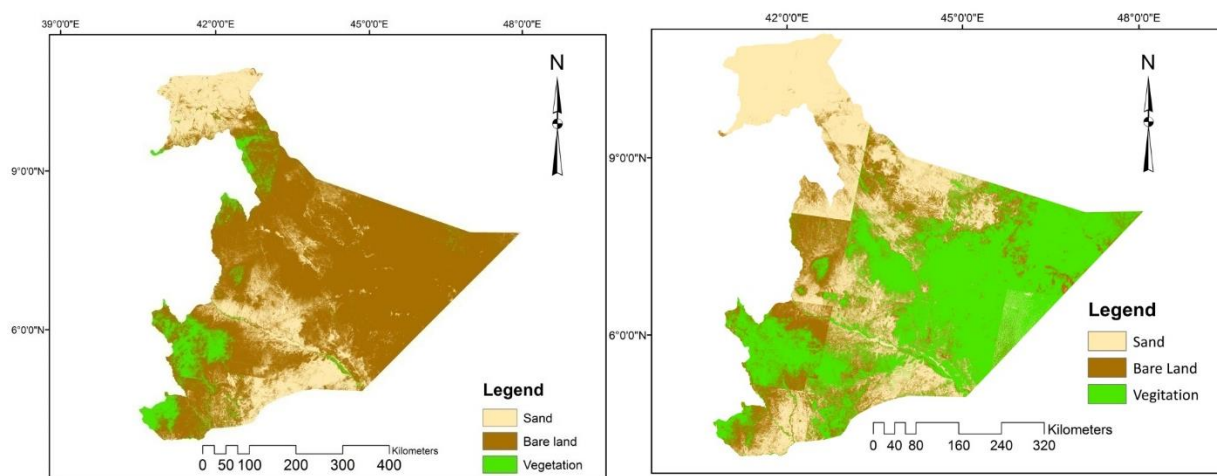 39°0'0"E 42°0'0"E 45°0'0"E 48°0'0"E
N
9°0'0"N
6°0'0"N
Legend
Sand
Bare land
Vegetation
Kilometers
0 50 100 200 300 400
42°0'0"E 45°0'0"E 48°0'0"E
N
9°0'0"N
6°0'0"N
Legend
Sand
Bare Land
Vegitation
Kilometers
0 40 80 160 240 320